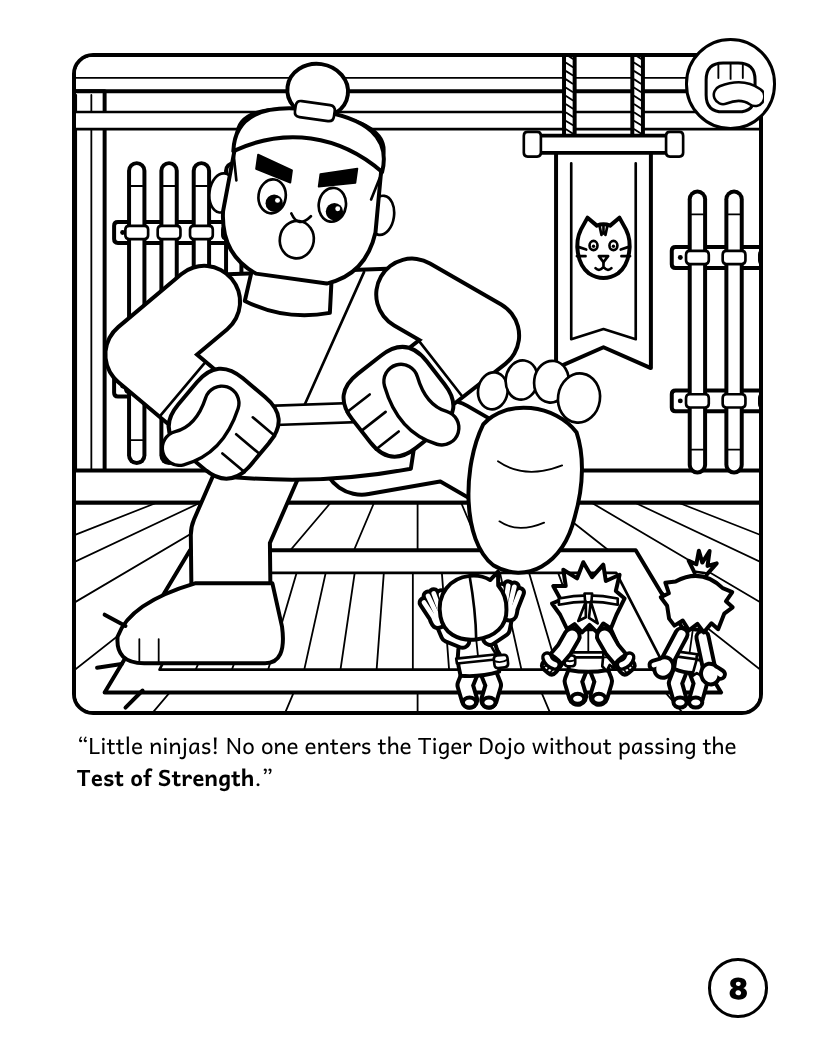 “Little ninjas! No one enters the Tiger Dojo without passing the
Test of Strength.”
8